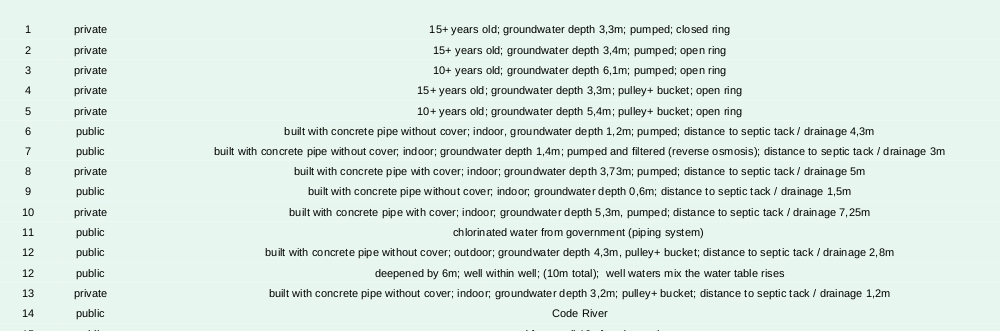 1 private 15+ years old; groundwater depth 3,3m; pumped; closed ring
2 private 15+ years old; groundwater depth 3,4m; pumped; open ring
3 private 10+ years old; groundwater depth 6,1m; pumped; open ring
4 private 15+ years old; groundwater depth 3,3m; pulley+ bucket; open ring
5 private 10+ years old; groundwater depth 5,4m; pulley+ bucket; open ring
6 public built with concrete pipe without cover; indoor, groundwater depth 1,2m; pumped; distance to septic tack / drainage 4,3m
7 public built with concrete pipe without cover; indoor; groundwater depth 1,4m; pumped and filtered (reverse osmosis); distance to septic tack / drainage 3m
8 private built with concrete pipe with cover; indoor; groundwater depth 3,73m; pumped; distance to septic tack / drainage 5m
9 public built with concrete pipe without cover; indoor; groundwater depth 0,6m; distance to septic tack / drainage 1,5m
10 private built with concrete pipe with cover; indoor; groundwater depth 5,3m, pumped; distance to septic tack / drainage 7,25m
11 public chlorinated water from government (piping system)
12 public built with concrete pipe without cover; outdoor; groundwater depth 4,3m, pulley+ bucket; distance to septic tack / drainage 2,8m
12 public deepened by 6m; well within well; (10m total); well waters mix the water table rises
13 private built with concrete pipe without cover; indoor; groundwater depth 3,2m; pulley+ bucket; distance to septic tack / drainage 1,2m
14 public Code River